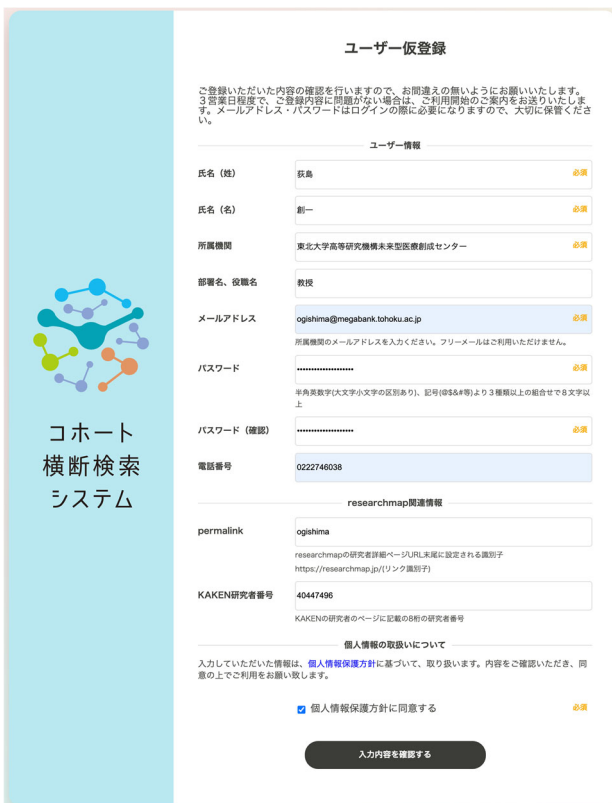 ユーザー仮登録
ご登録いただいた内容の確認を行いますので、お間違えの無いようにお願いいたします。
3営業日程度で、ご登録内容に問題がない場合は、ご利用開始のご案内をお送りいたしま
す。メールアドレス・パスワードはログインの際に必要になりますので、大切に保管くださ
い。
ユーザー情報
氏名（姓） 荻島 必須
氏名（名） 創一 必須
所属機関 東北大学高等研究機構未来型医療創成センター 必須
部署名、役職名 教授
メールアドレス ogishima@megabank.tohoku.ac.jp 必須
所属機関のメールアドレスを入力ください。フリーメールはご利用いただけません。
パスワード •••••••••••••••••••• 必須
半角英数字(大文字小文字の区別あり)、記号(@$&#等)より3種類以上の組合せで8文字以
上
パスワード（確認） •••••••••••••••••••• 必須
電話番号 0222746038
researchmap関連情報
permalink ogishima
researchmapの研究者詳細ページURL末尾に設定される識別子
https://researchmap.jp/(リンク識別子)
KAKEN研究者番号 40447496
KAKENの研究者のページに記載の8桁の研究者番号
個人情報の取扱いについて
入力していただいた情報は、個人情報保護方針に基づいて、取り扱います。内容をご確認いただき、同
意の上でご利用をお願い致します。
個人情報保護方針に同意する 必須
入力内容を確認する
コホート
横断検索
システム